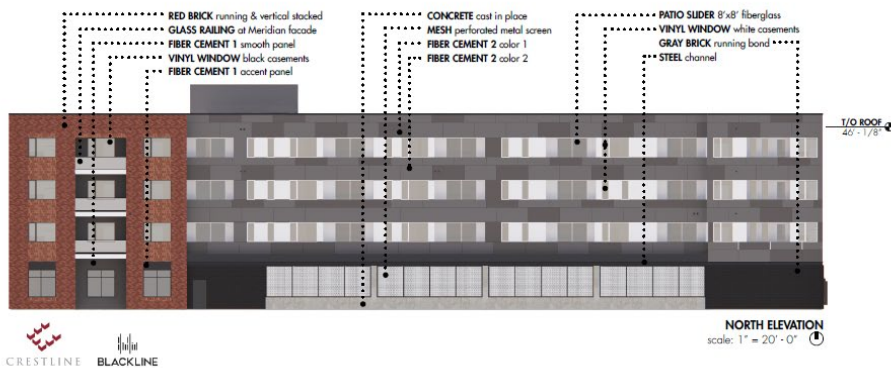 RED BRICK running & vertical stacked
GLASS RAILING at Meridian facade
FIBER CEMENT 1 smooth panel
VINYL WINDOW black casements
FIBER CEMENT 1 accent panel
CONCRETE cast in place
MESH perforated metal screen
FIBER CEMENT 2 color 1
FIBER CEMENT 2 color 2
PATIO SLIDER 8'x8' fiberglass
VINYL WINDOW white casements
GRAY BRICK running bond
STEEL channel
T/O ROOF
46' - 1/8"
NORTH ELEVATION
scale: 1" = 20' - 0"
CRESTLINE
BLACKLINE